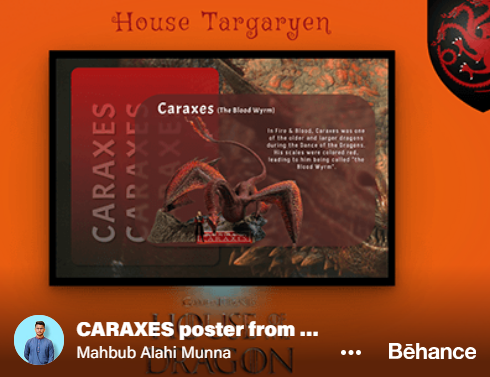 House Targaryen
CARAXES
CARAXES
Caraxes (The Blood Wyrm)
In Fire & Blood, Caraxes was one
of the older and larger dragons
during the Dance of the Dragons.
His scales were colored red,
leading to him being called "the
Blood Wyrm".
CARAXES
HOUSE OF THE
DRAGON
CARAXES poster from ...
Mahbub Alahi Munna
Bēhance